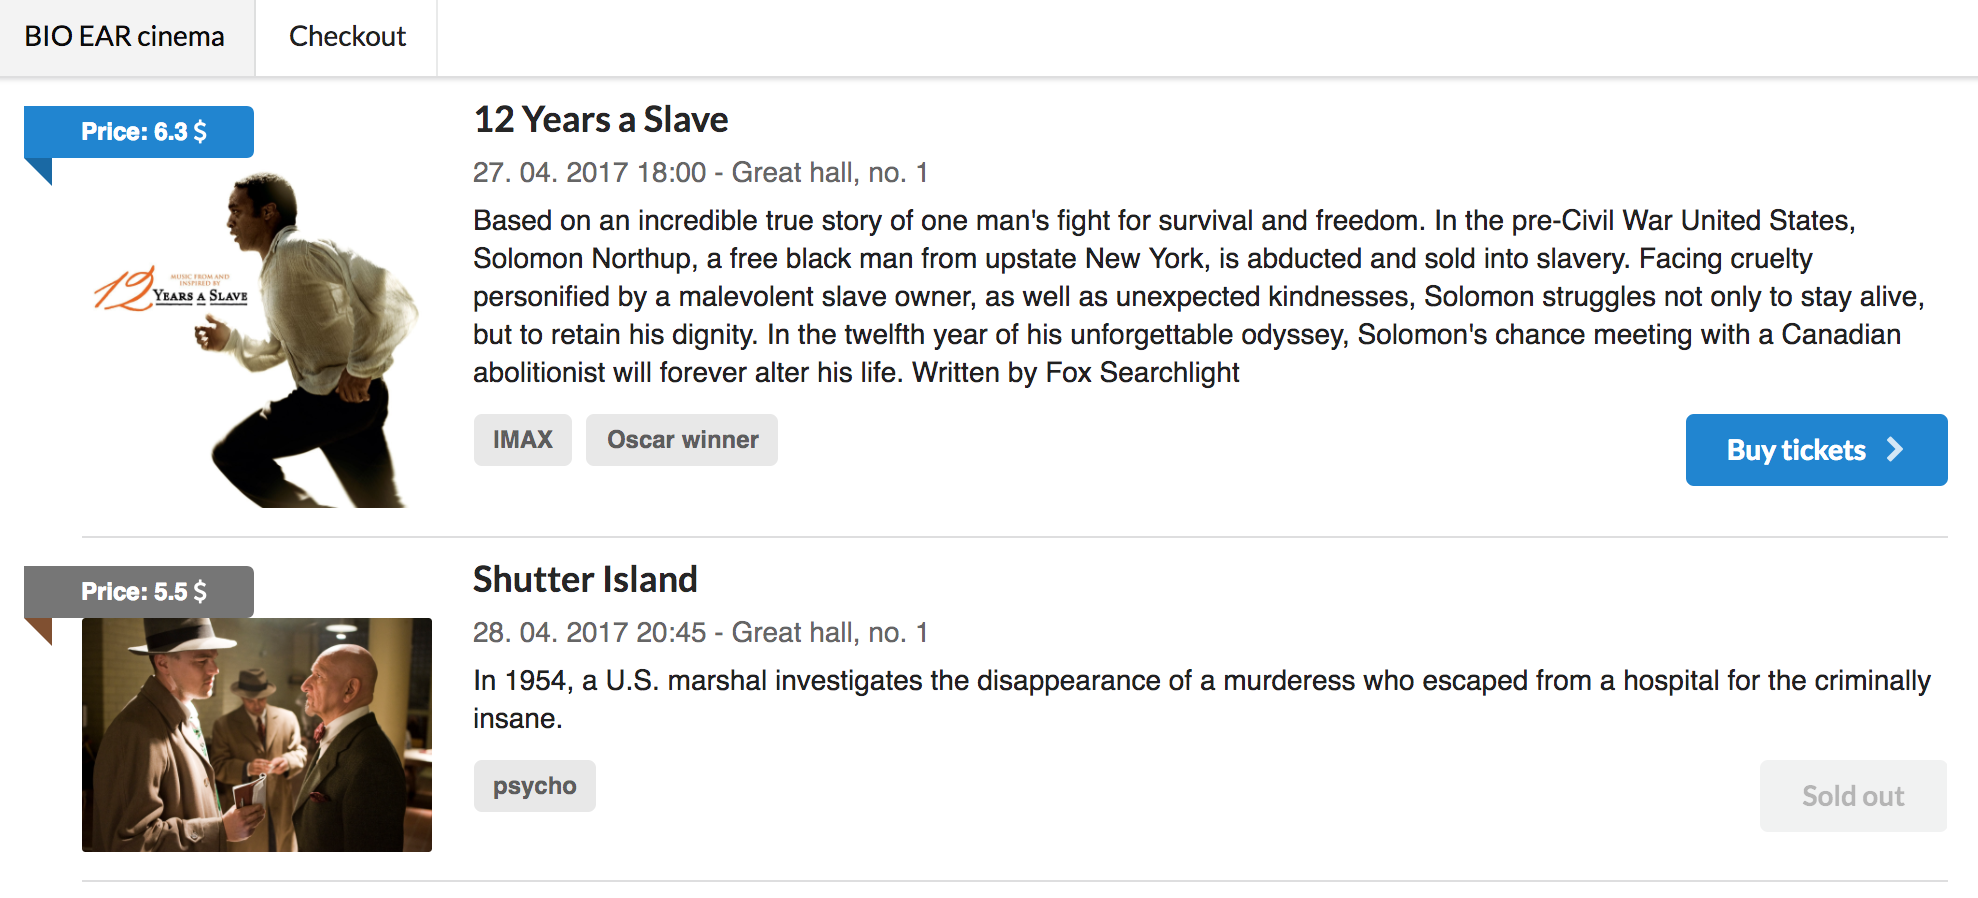 BIO EAR cinema
Checkout
Price: 6.3 $
MUSIC FROM AND
INSPIRED BY
12 YEARS A SLAVE
12 Years a Slave
27. 04. 2017 18:00 - Great hall, no. 1
Based on an incredible true story of one man's fight for survival and freedom. In the pre-Civil War United States,
Solomon Northup, a free black man from upstate New York, is abducted and sold into slavery. Facing cruelty
personified by a malevolent slave owner, as well as unexpected kindnesses, Solomon struggles not only to stay alive,
but to retain his dignity. In the twelfth year of his unforgettable odyssey, Solomon's chance meeting with a Canadian
abolitionist will forever alter his life. Written by Fox Searchlight
IMAX
Oscar winner
Buy tickets
Price: 5.5 $
Shutter Island
28. 04. 2017 20:45 - Great hall, no. 1
In 1954, a U.S. marshal investigates the disappearance of a murderess who escaped from a hospital for the criminally
insane.
psycho
Sold out